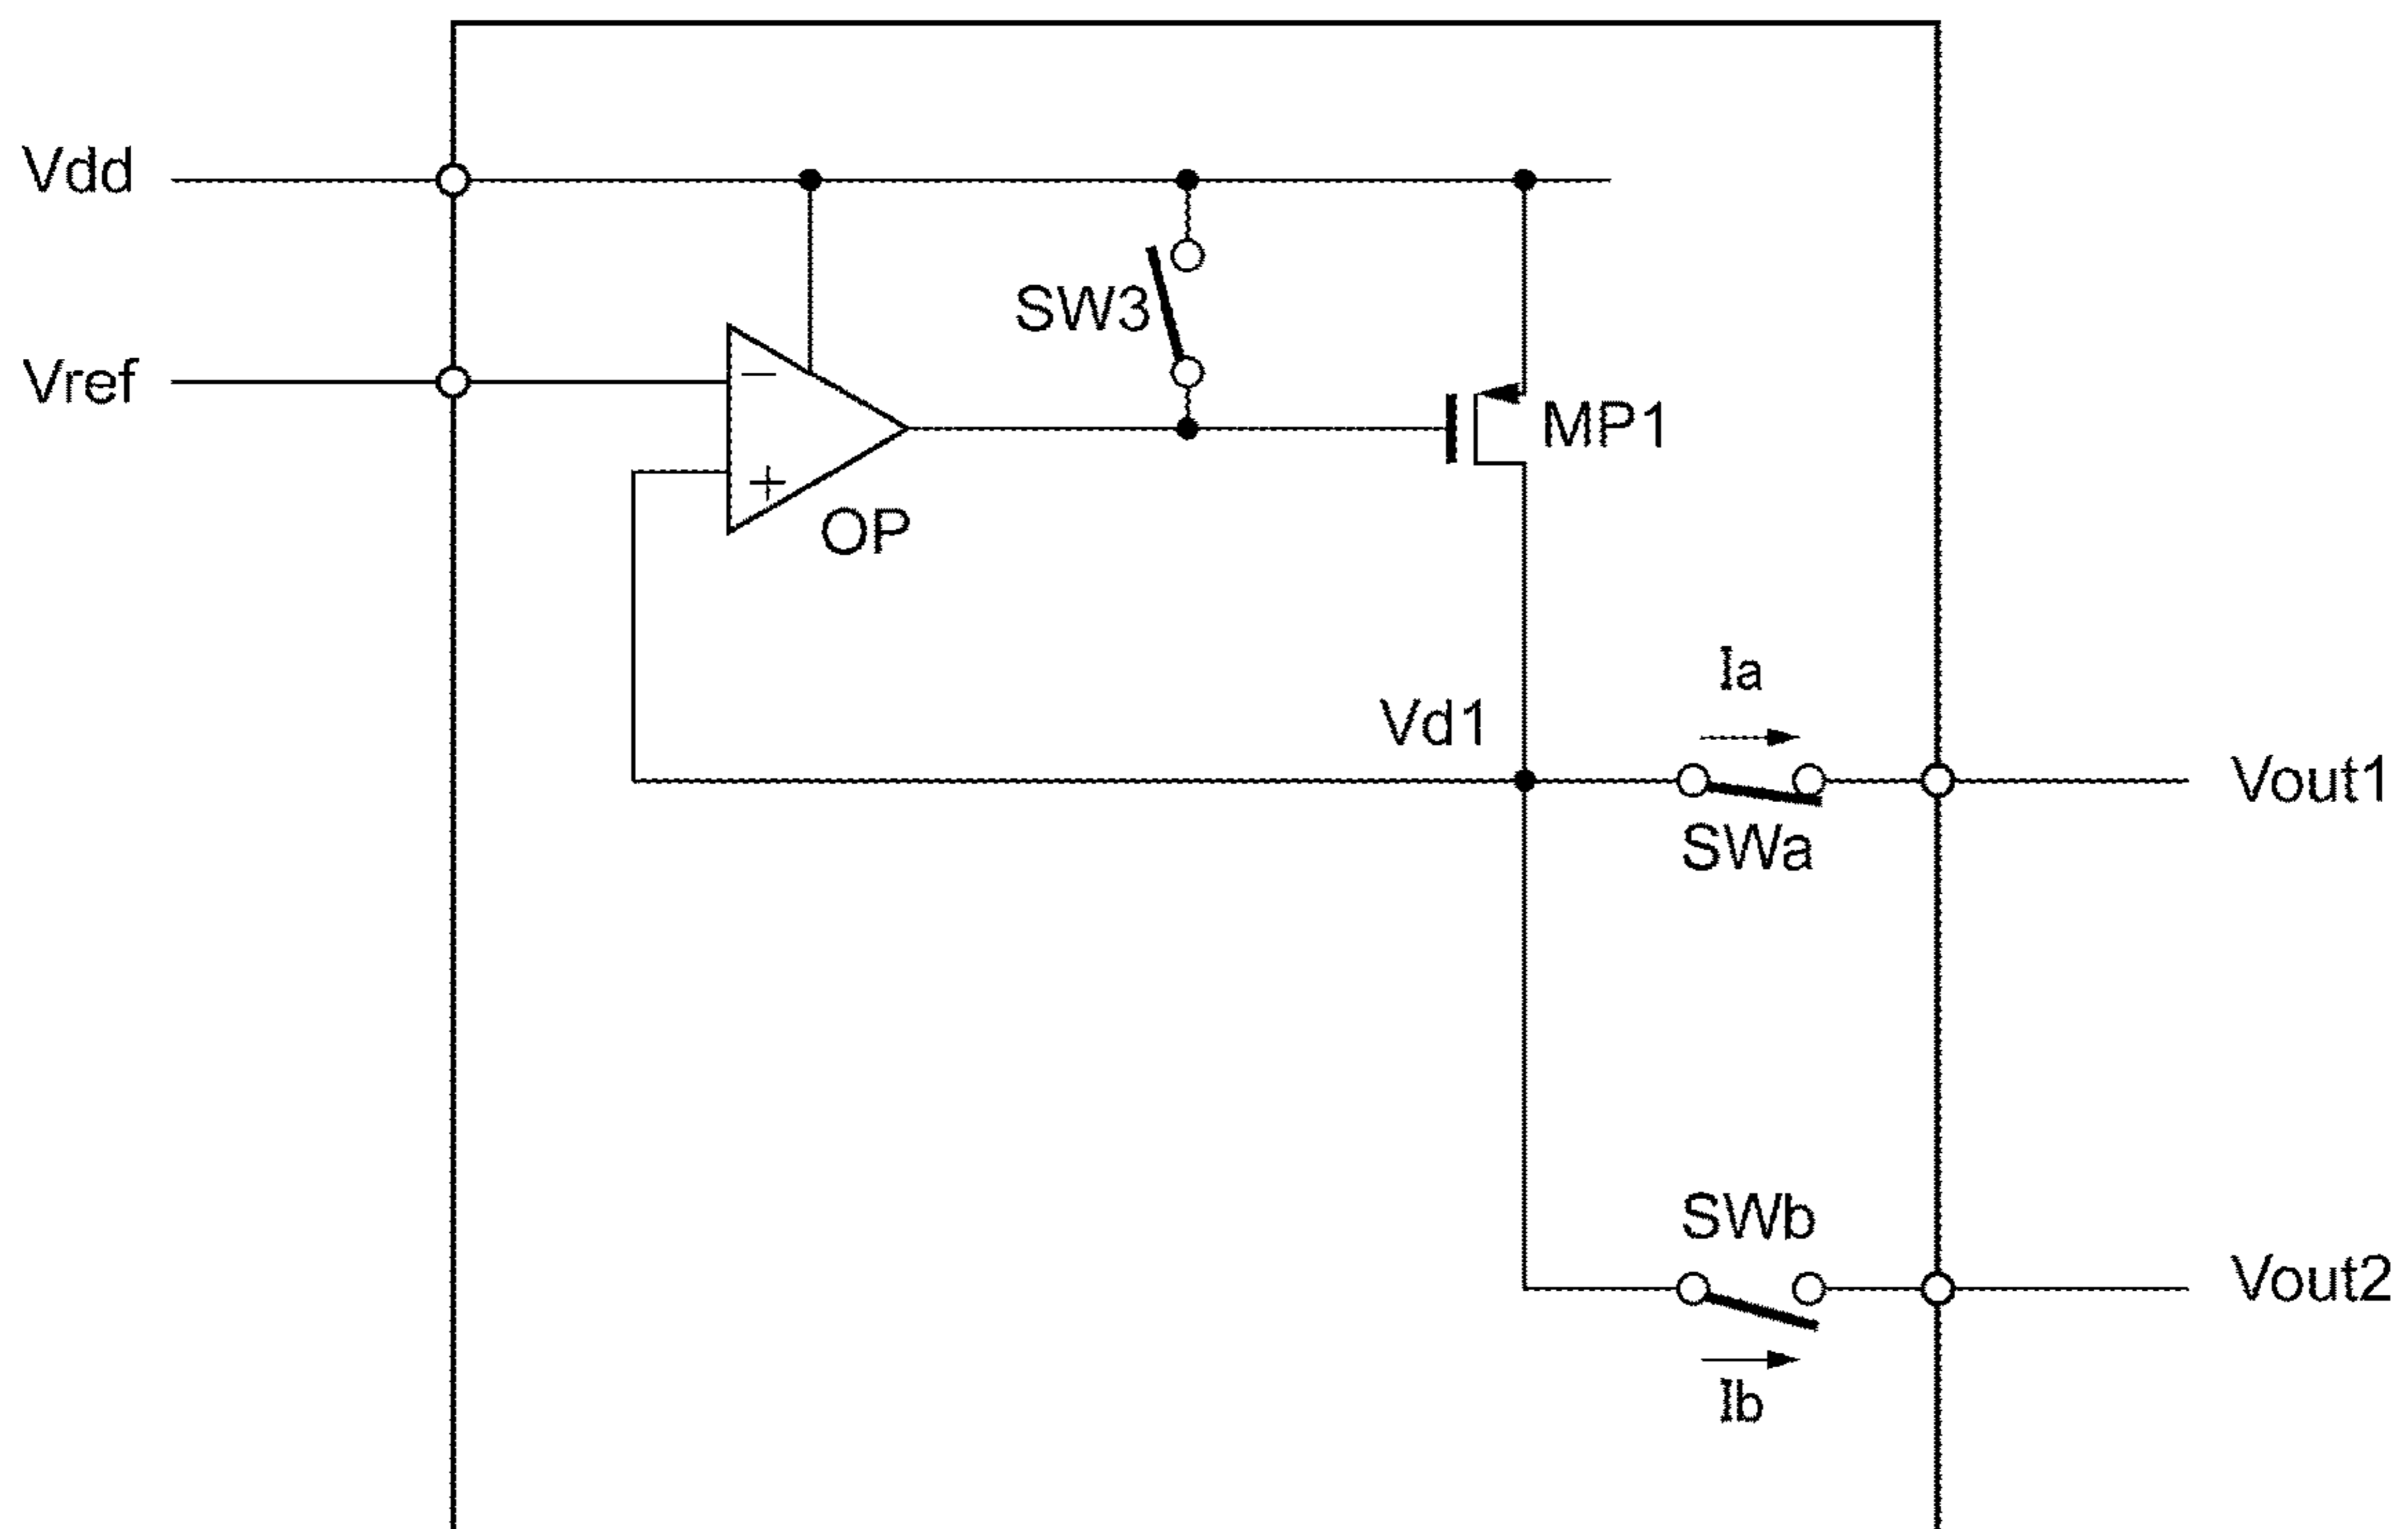 Vdd
SW3
Vref
−
MP1
+
OP
Ia
Vd1
Vout1
SWa
SWb
Vout2
Ib